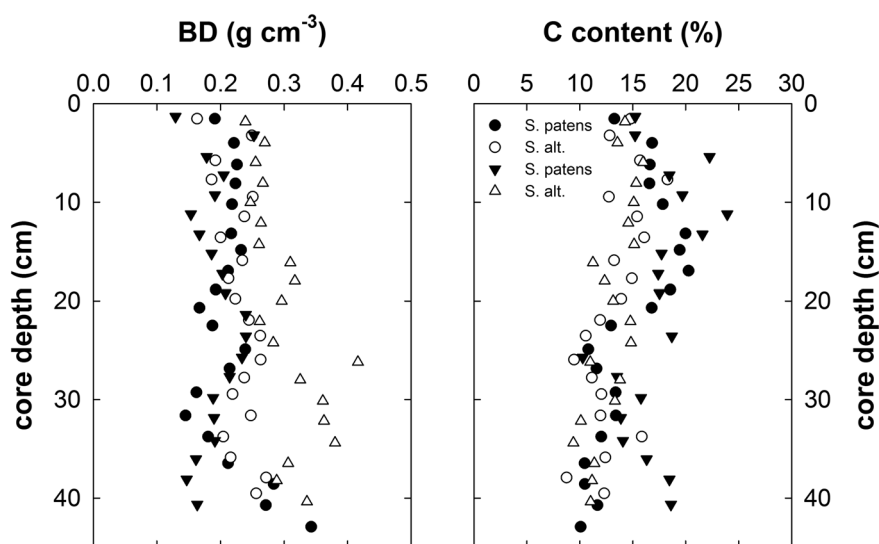 BD (g cm-3)
C content (%)
0.0 0.1 0.2 0.3 0.4 0.5
0 5 10 15 20 25 30
0
10
20
30
40
core depth (cm)
S. patens
S. alt.
S. patens
S. alt.
0
10
20
30
40
core depth (cm)